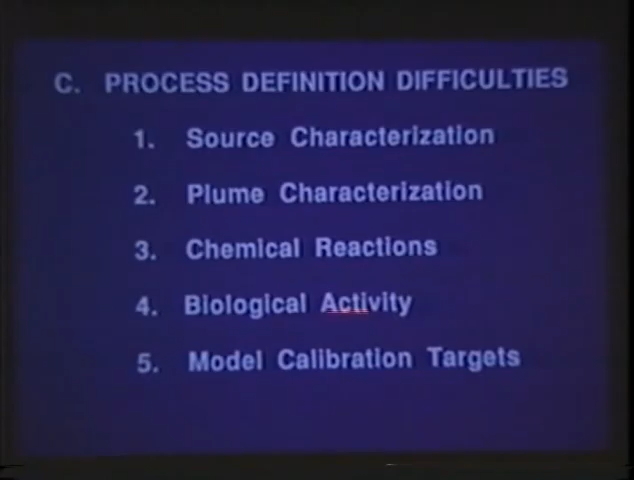 C. PROCESS DEFINITION DIFFICULTIES
1. Source Characterization
2. Plume Characterization
3. Chemical Reactions
4. Biological Activity
5. Model Calibration Targets